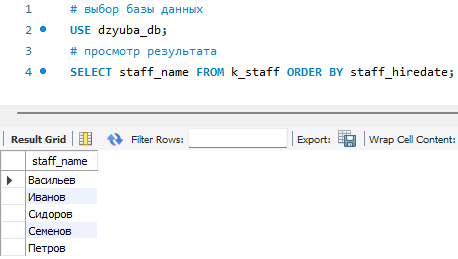 1 # выбор базы данных
2 USE dzyuba_db;
3 # просмотр результата
4 SELECT staff_name FROM k_staff ORDER BY staff_hiredate;
Result Grid Filter Rows: Export: Wrap Cell Content:
staff_name
Васильев
Иванов
Сидоров
Семенов
Петров